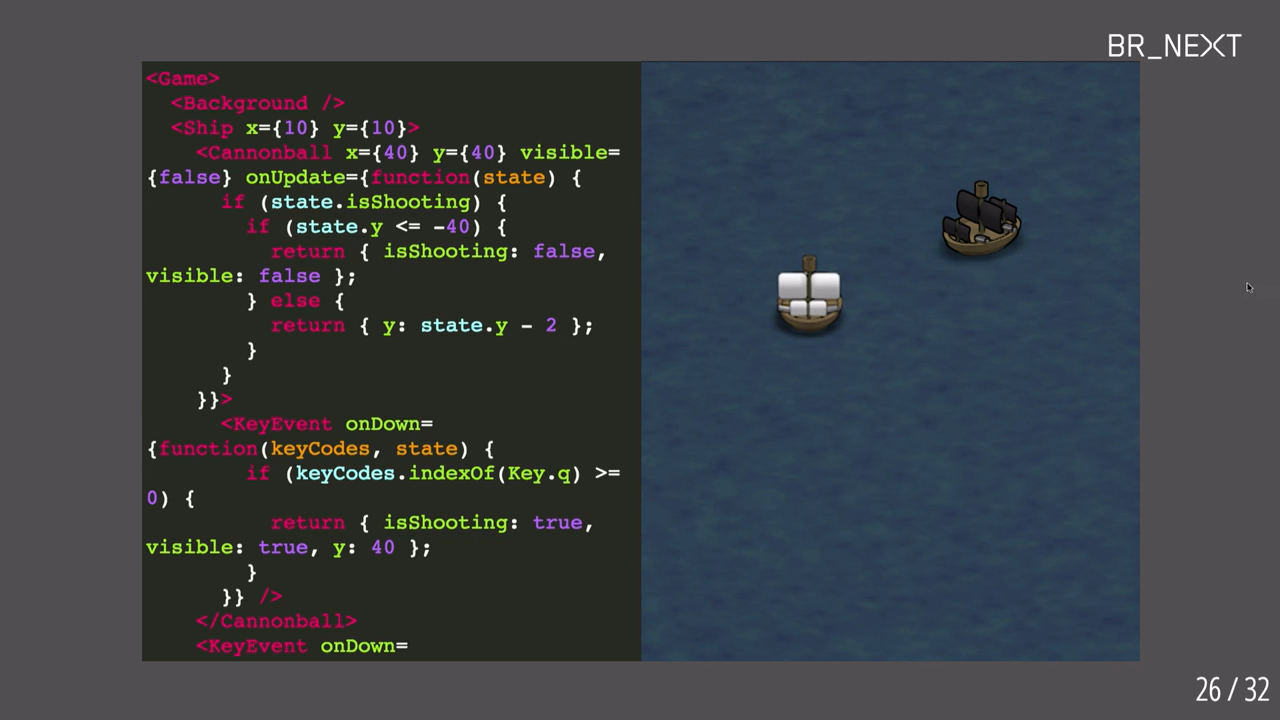 BR_NEXT
<Game>
  <Background />
  <Ship x={10} y={10}>
    <Cannonball x={40} y={40} visible=
{false} onUpdate={function(state) {
      if (state.isShooting) {
        if (state.y <= -40) {
          return { isShooting: false,
visible: false };
        } else {
          return { y: state.y - 2 };
        }
      }
    }}>
      <KeyEvent onDown=
{function(keyCodes, state) {
        if (keyCodes.indexOf(Key.q) >=
0) {
          return { isShooting: true,
visible: true, y: 40 };
        }
      }} />
    </Cannonball>
    <KeyEvent onDown=
26 / 32